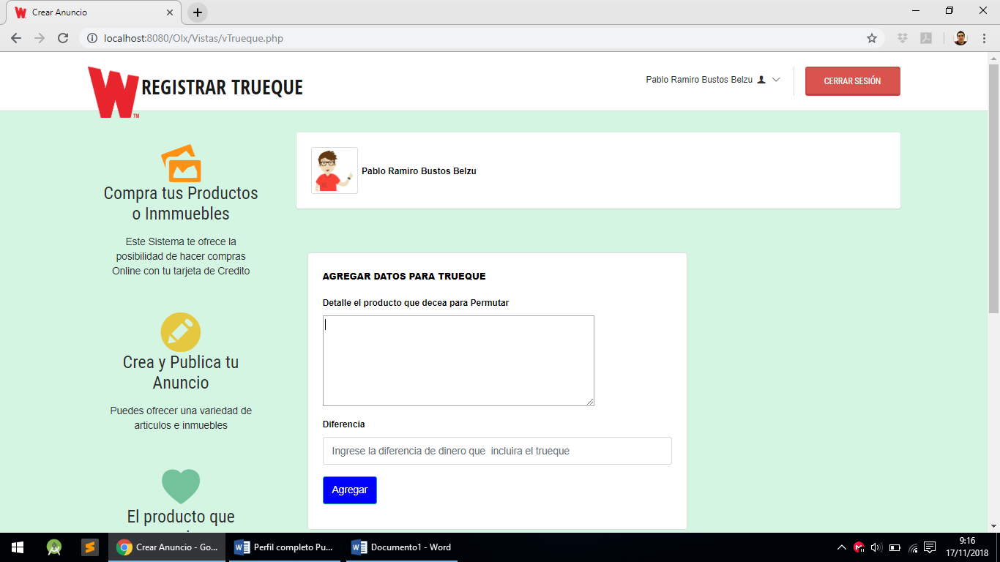 Crear Anuncio
localhost:8080/Olx/Vistas/vTrueque.php
W
REGISTRAR TRUEQUE
Pablo Ramiro Bustos Belzu
CERRAR SESIÓN
Compra tus Productos
o Inmmuebles
Este Sistema te ofrece la
posibilidad de hacer compras
Online con tu tarjeta de Credito
Crea y Publica tu
Anuncio
Puedes ofrecer una variedad de
articulos e inmuebles
El producto que
Pablo Ramiro Bustos Belzu
AGREGAR DATOS PARA TRUEQUE
Detalle el producto que decea para Permutar
Diferencia
Ingrese la diferencia de dinero que  incluira el trueque
Agregar
Crear Anuncio - Go...
Perfil completo Pu...
Documento1 - Word
9:16
17/11/2018